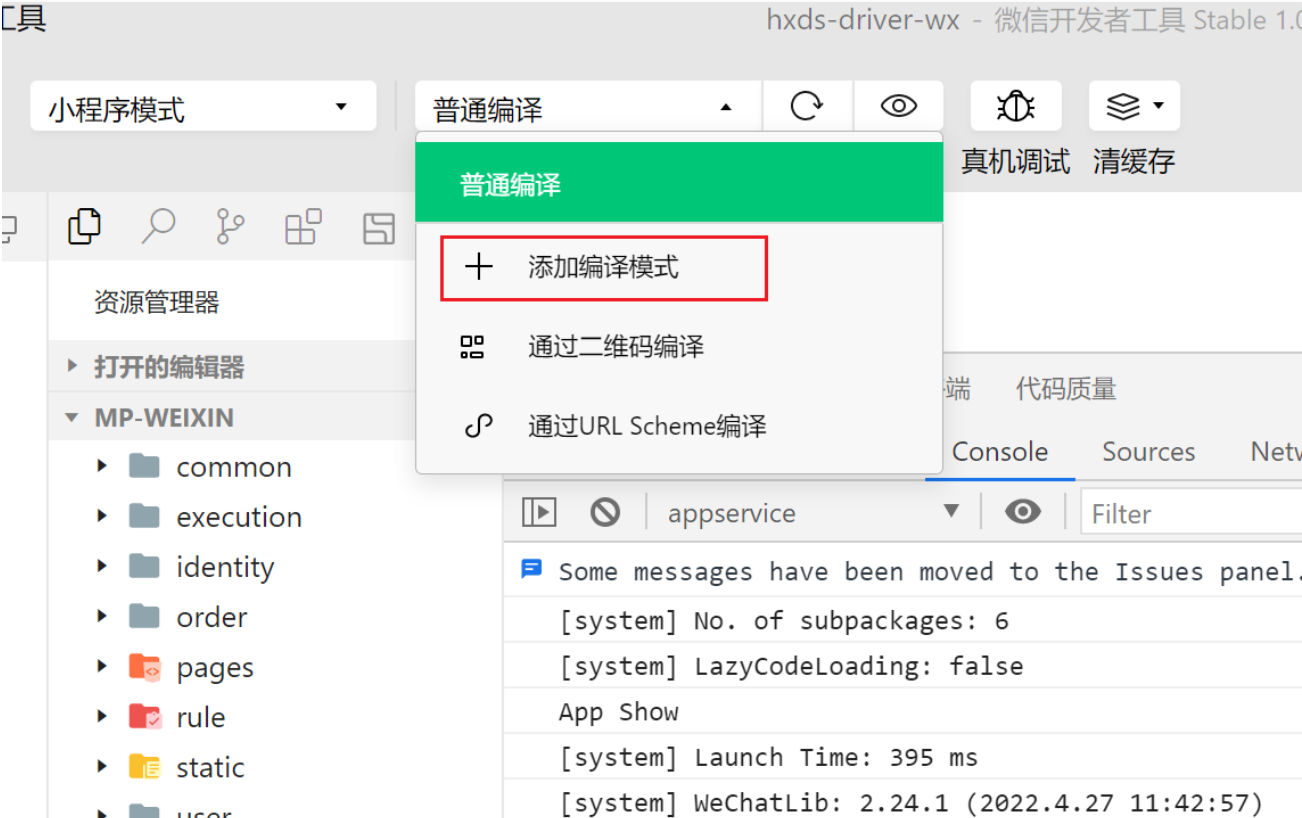 工具
hxds-driver-wx - 微信开发者工具 Stable 1.0
小程序模式
普通编译
真机调试 清缓存
普通编译
添加编译模式
通过二维码编译
通过URL Scheme编译
资源管理器
打开的编辑器
MP-WEIXIN
common
execution
identity
order
pages
rule
static
user
端 代码质量
Console Sources Netw
appservice Filter
Some messages have been moved to the Issues panel.
[system] No. of subpackages: 6
[system] LazyCodeLoading: false
App Show
[system] Launch Time: 395 ms
[system] WeChatLib: 2.24.1 (2022.4.27 11:42:57)